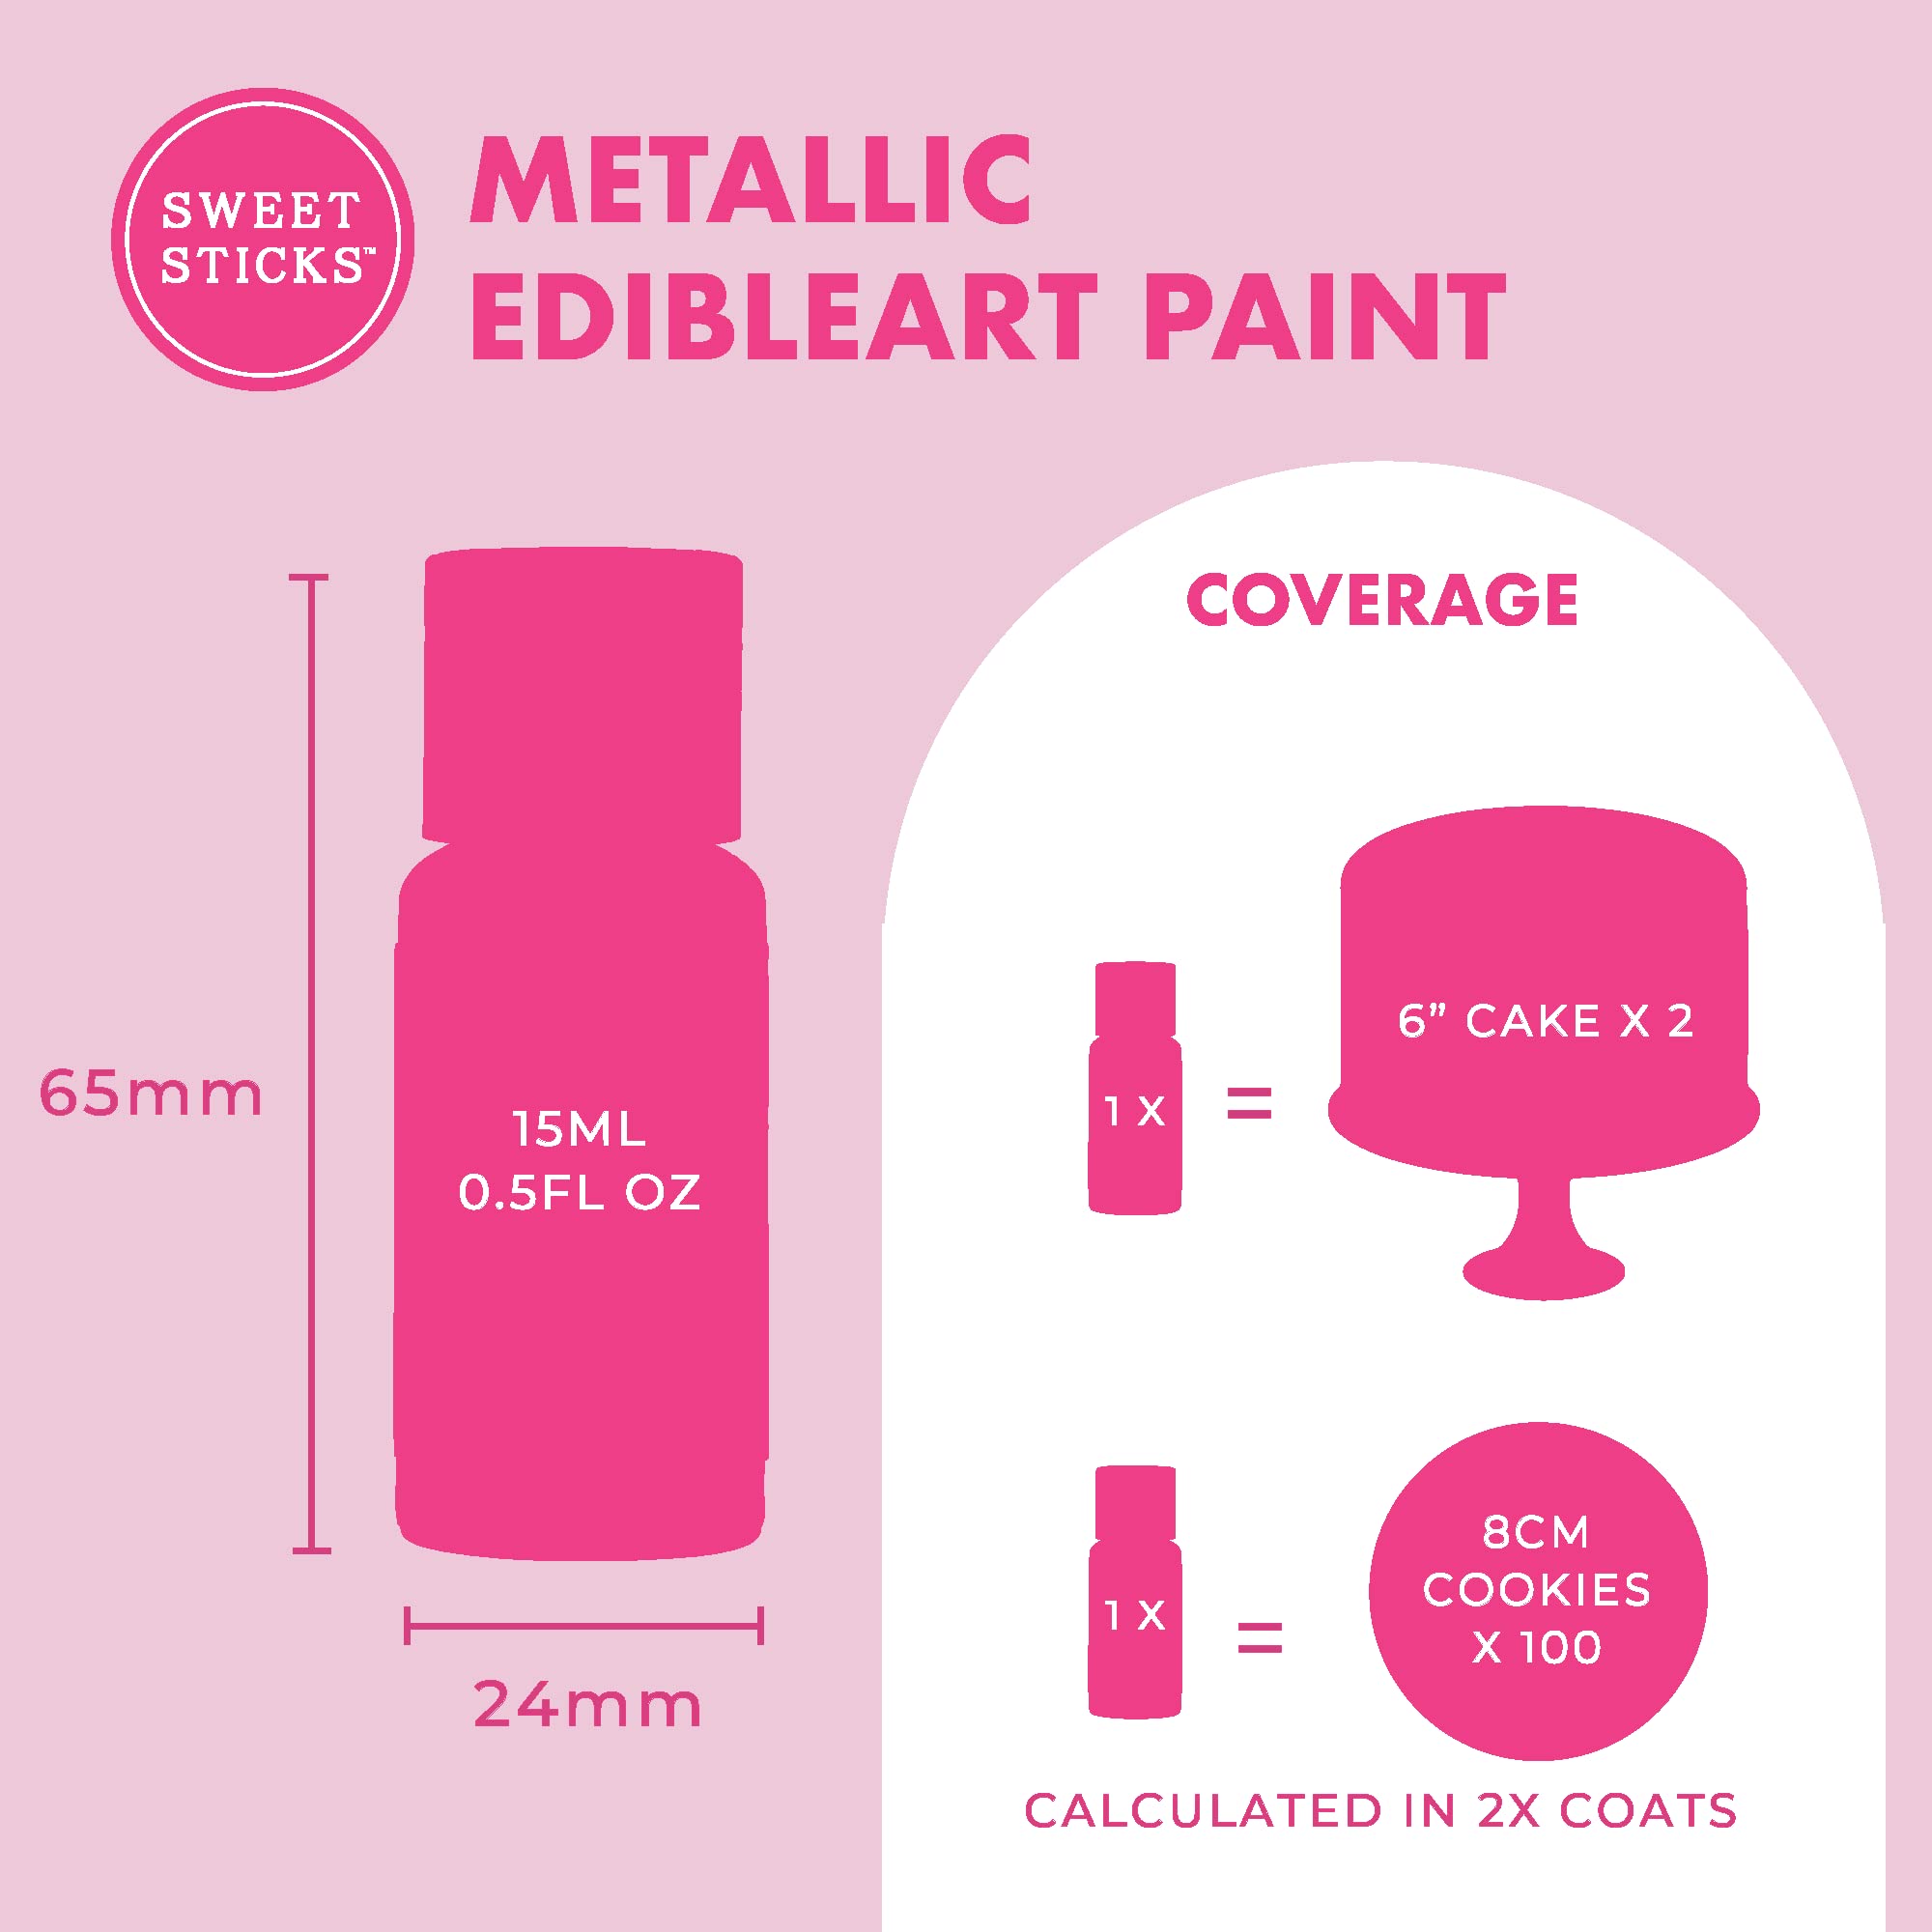 SWEET
STICKS™
METALLIC
EDIBLEART PAINT
65mm
15ML
0.5FL OZ
24mm
COVERAGE
1 X
=
6” CAKE X 2
1 X
=
8CM
COOKIES
X 100
CALCULATED IN 2X COATS